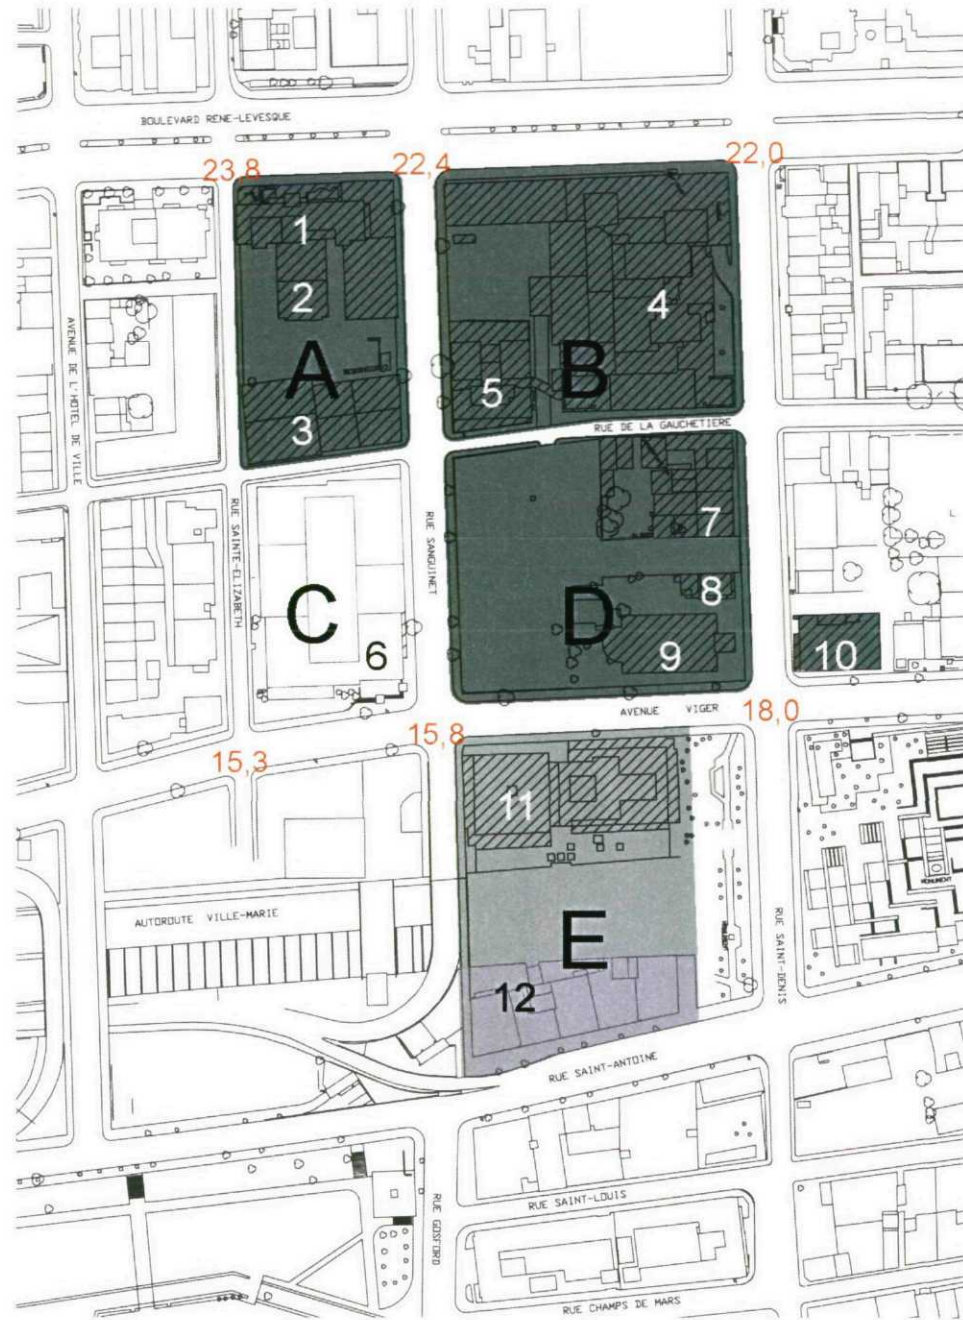 BOULEVARD RENE-LEVESQUE
23,8
22,4
22,0
1
2
4
A
B
5
3
AVENUE DE L'HOTEL DE VILLE
RUE DE LA GAUCHETIERE
RUE SAINTE-ELIZABETH
RUE SANGUINET
7
8
C
D
6
9
10
AVENUE VIGER
15,3
15,8
18,0
11
MONUMENT
AUTOROUTE VILLE-MARIE
E
MONUMENT
RUE SAINT-DENIS
12
RUE SAINT-ANTOINE
RUE GOSFORD
RUE SAINT-LOUIS
RUE CHAMPS DE MARS